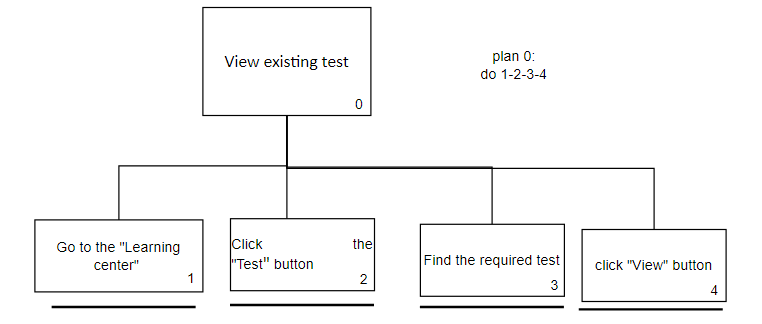 View existing test
0
plan 0:
do 1-2-3-4
Go to the "Learning
center"
1
Click the
"Test" button
2
Find the required test
3
click "View" button
4